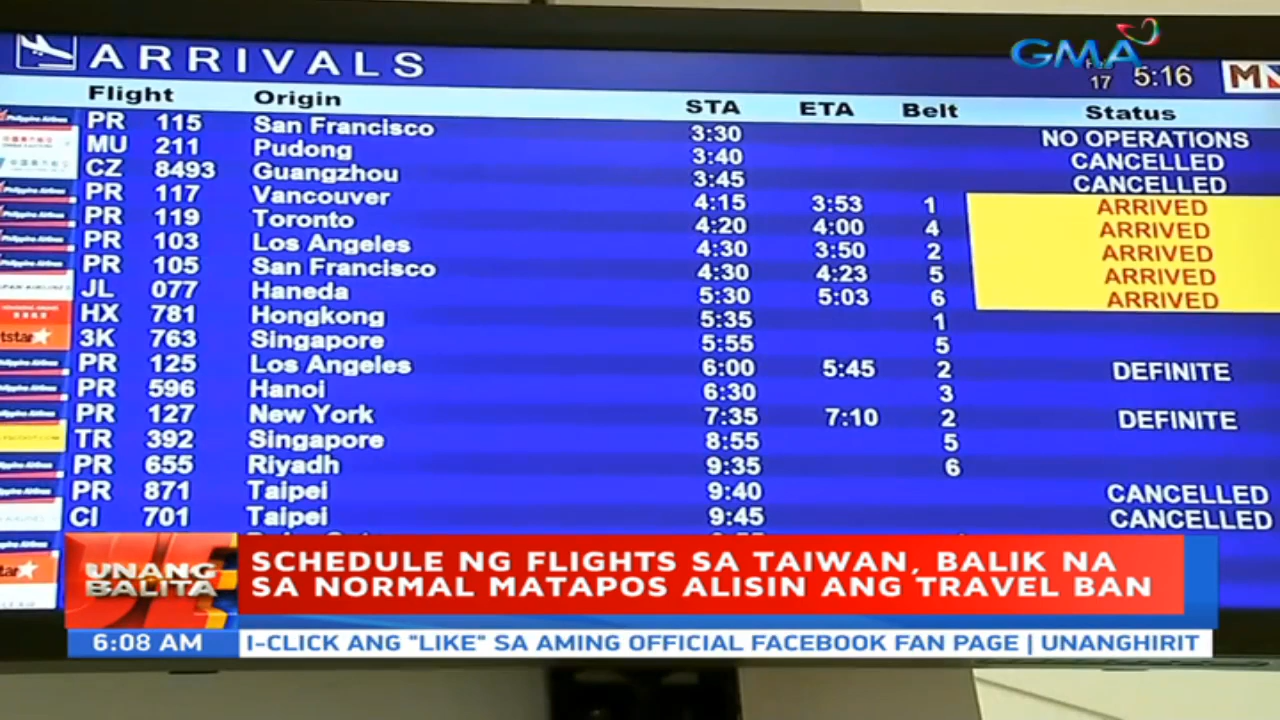 ARRIVALS
GMA
17 5:16
Flight Origin STA ETA Belt Status
PR 115 San Francisco 3:30 NO OPERATIONS
MU 211 Pudong 3:40 CANCELLED
CZ 8493 Guangzhou 3:45 CANCELLED
PR 117 Vancouver 4:15 3:53 1 ARRIVED
PR 119 Toronto 4:20 4:00 4 ARRIVED
PR 103 Los Angeles 4:30 3:50 2 ARRIVED
PR 105 San Francisco 4:30 4:23 5 ARRIVED
JL 077 Haneda 5:30 5:03 6 ARRIVED
HX 781 Hongkong 5:35 1
3K 763 Singapore 5:55 5
PR 125 Los Angeles 6:00 5:45 2 DEFINITE
PR 596 Hanoi 6:30 3
PR 127 New York 7:35 7:10 2 DEFINITE
TR 392 Singapore 8:55 5
PR 655 Riyadh 9:35 6
PR 871 Taipei 9:40 CANCELLED
CI 701 Taipei 9:45 CANCELLED
UNANG
BALITA
SCHEDULE NG FLIGHTS SA TAIWAN, BALIK NA
SA NORMAL MATAPOS ALISIN ANG TRAVEL BAN
6:08 AM
I-CLICK ANG "LIKE" SA AMING OFFICIAL FACEBOOK FAN PAGE | UNANGHIRIT